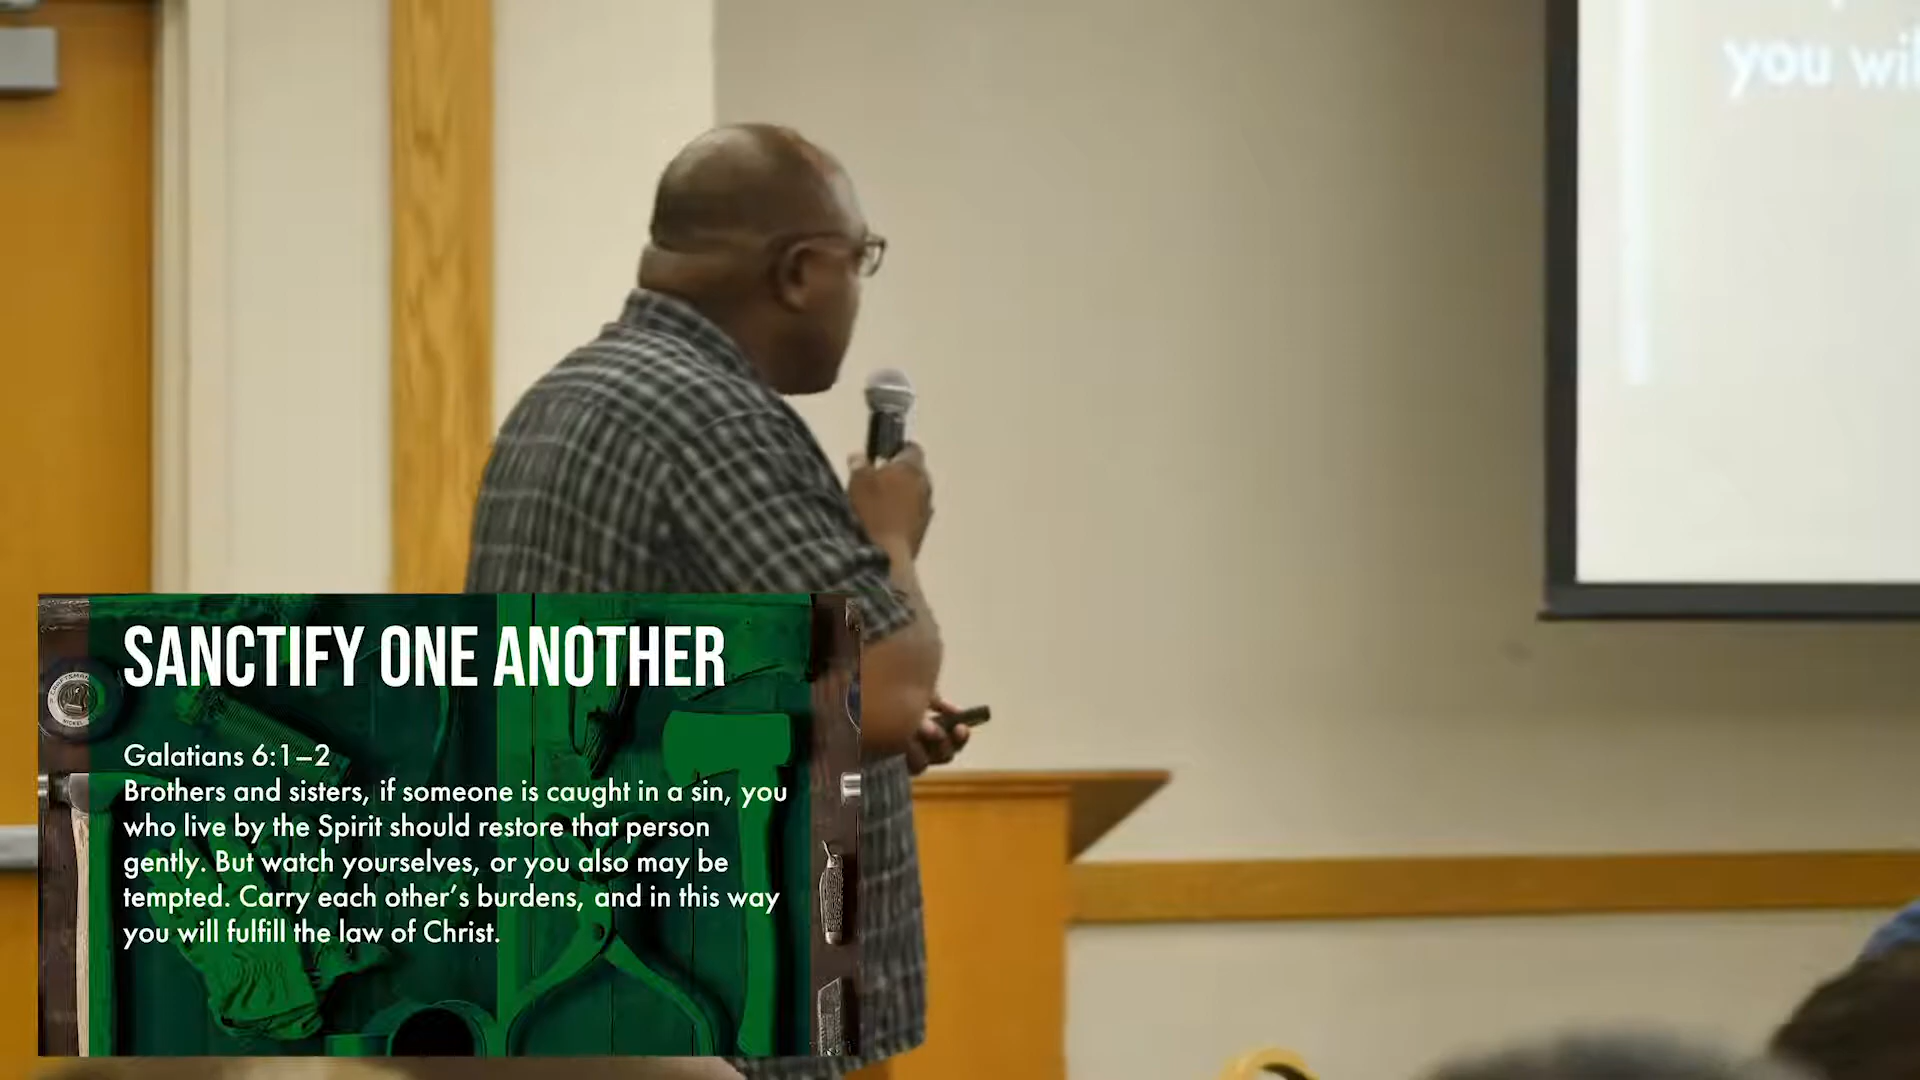 you wil
SANCTIFY ONE ANOTHER
Galatians 6:1–2
Brothers and sisters, if someone is caught in a sin, you
who live by the Spirit should restore that person
gently. But watch yourselves, or you also may be
tempted. Carry each other’s burdens, and in this way
you will fulfill the law of Christ.